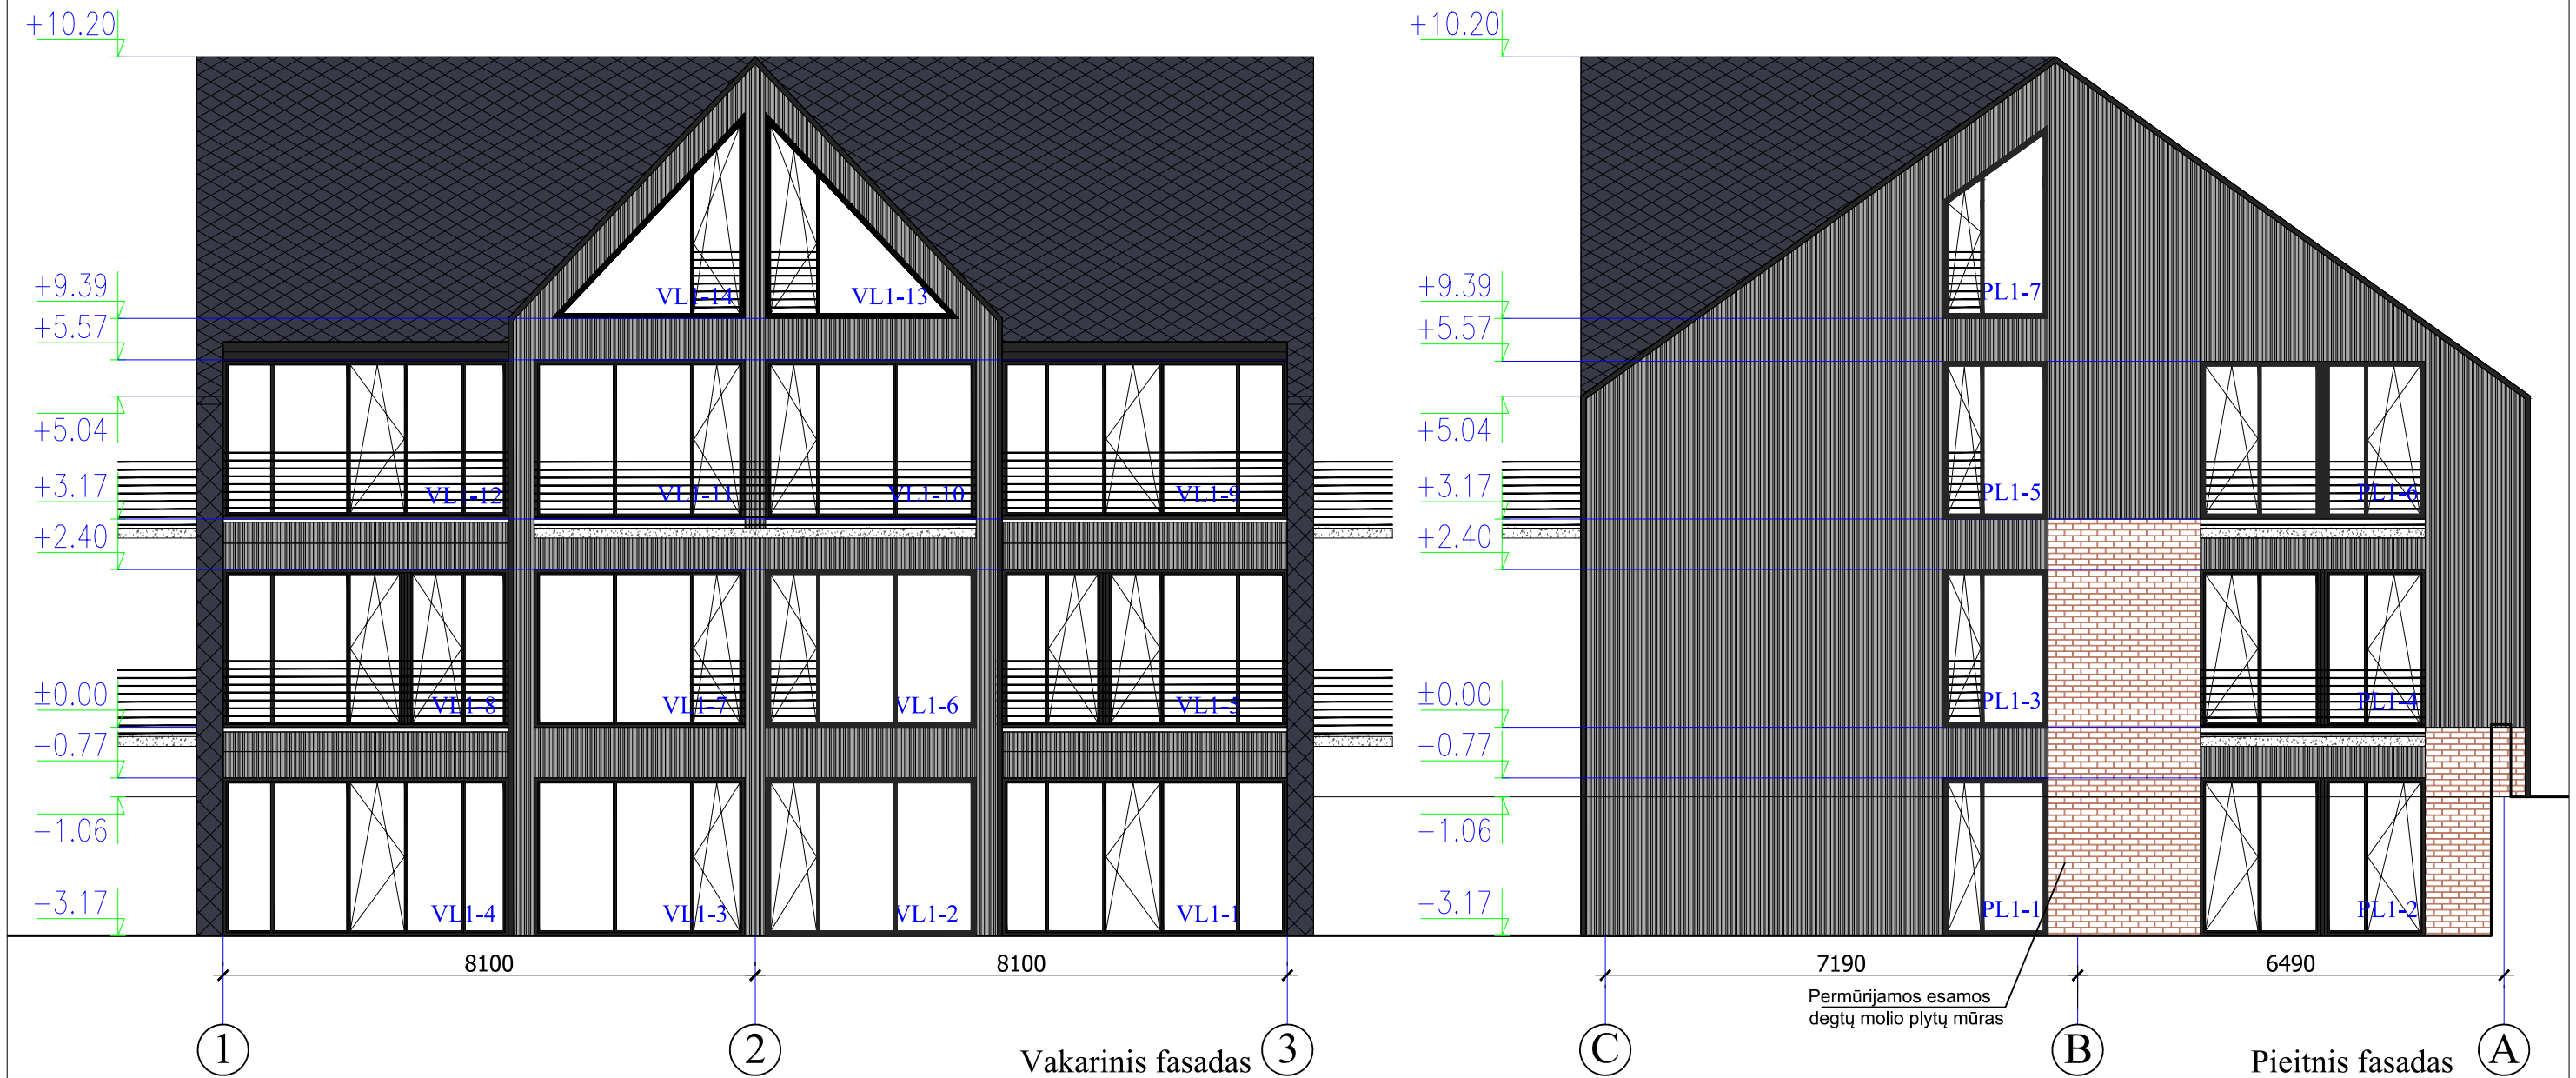 +10.20
+10.20
+9.39
+5.57
+5.04
+3.17
+2.40
±0.00
−0.77
−1.06
−3.17
VL1-14
VL1-13
VL1-12
VL1-11
VL1-10
VL1-9
VL1-8
VL1-7
VL1-6
VL1-5
VL1-4
VL1-3
VL1-2
VL1-1
8100
8100
1
2
Vakarinis fasadas
3
+9.39
+5.57
+5.04
+3.17
+2.40
±0.00
−0.77
−1.06
−3.17
PL1-7
PL1-5
PL1-6
PL1-3
PL1-4
PL1-1
PL1-2
7190
6490
Permūrijamos esamos
degtų molio plytų mūras
C
B
Pieitnis fasadas
A